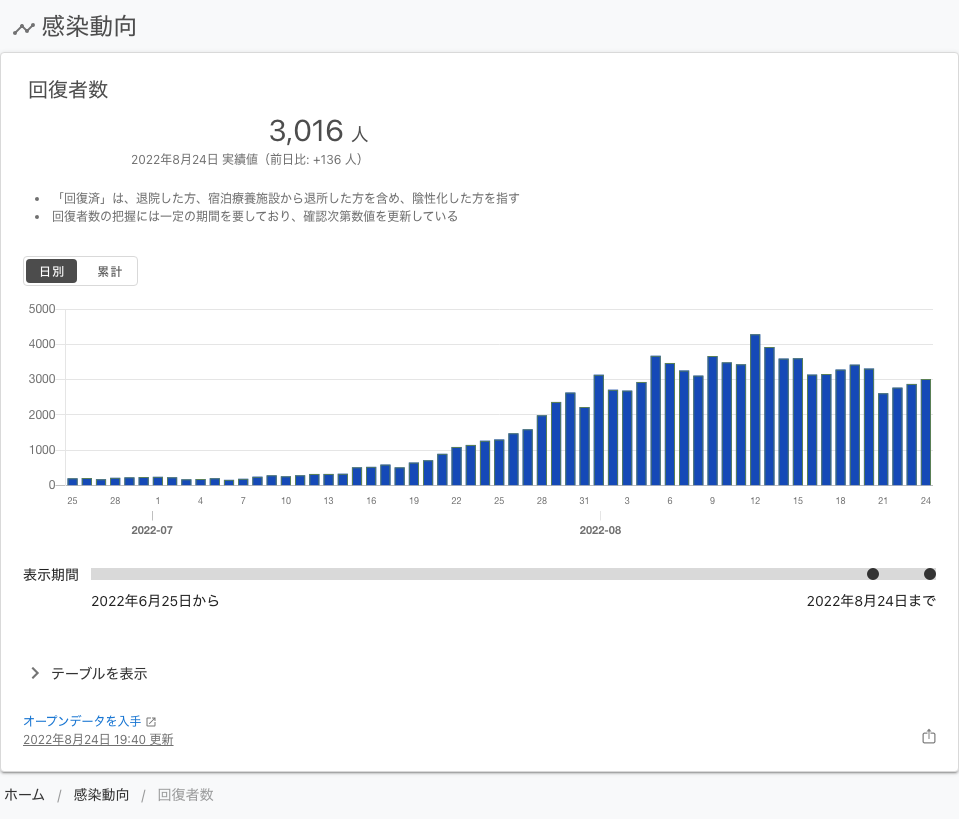 感染動向
回復者数
3,016 人
2022年8月24日 実績値（前日比: +136 人）
• 「回復済」は、退院した方、宿泊療養施設から退所した方を含め、陰性化した方を指す
• 回復者数の把握には一定の期間を要しており、確認次第数値を更新している
日別 累計
5000
4000
3000
2000
1000
0
25 28 1 4 7 10 13 16 19 22 25 28 31 3 6 9 12 15 18 21 24
2022-07 2022-08
表示期間
2022年6月25日から 2022年8月24日まで
テーブルを表示
オープンデータを入手
2022年8月24日 19:40 更新
ホーム / 感染動向 / 回復者数